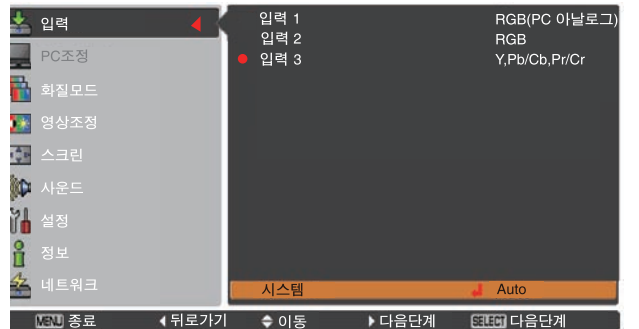 입력
PC조정
화질모드
영상조정
스크린
사운드
설정
정보
네트워크
입력 1 RGB(PC 아날로그)
입력 2 RGB
입력 3 Y,Pb/Cb,Pr/Cr
시스템 Auto
MENU 종료 뒤로가기 이동 다음단계 SELECT 다음단계